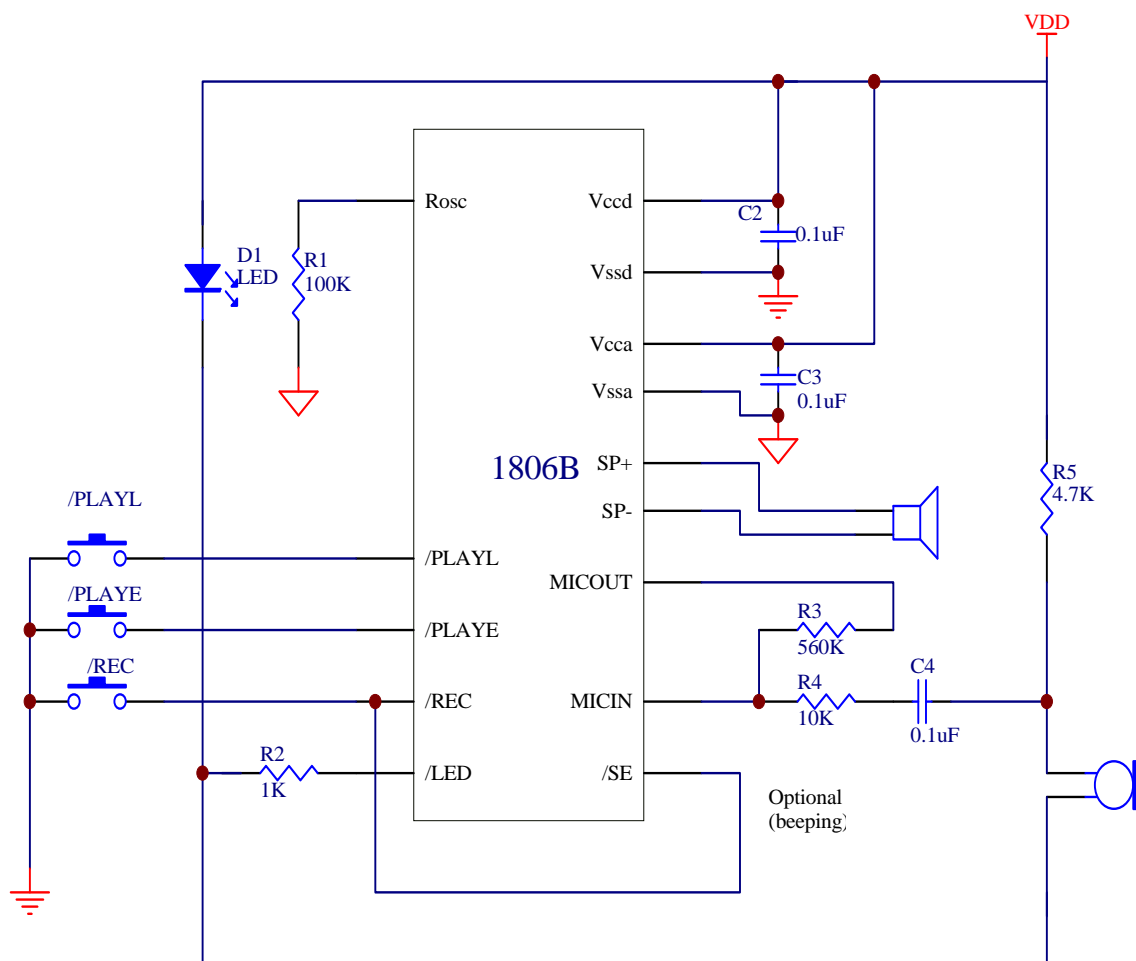 VDD
Rosc
Vccd
C2
0.1uF
D1
LED
R1
100K
Vssd
Vcca
C3
0.1uF
Vssa
1806B
SP+
R5
4.7K
/PLAYL
SP-
/PLAYL
MICOUT
/PLAYE
/PLAYE
R3
560K
/REC
/REC
MICIN
R4
10K
C4
0.1uF
R2
1K
/LED
/SE
Optional
(beeping)